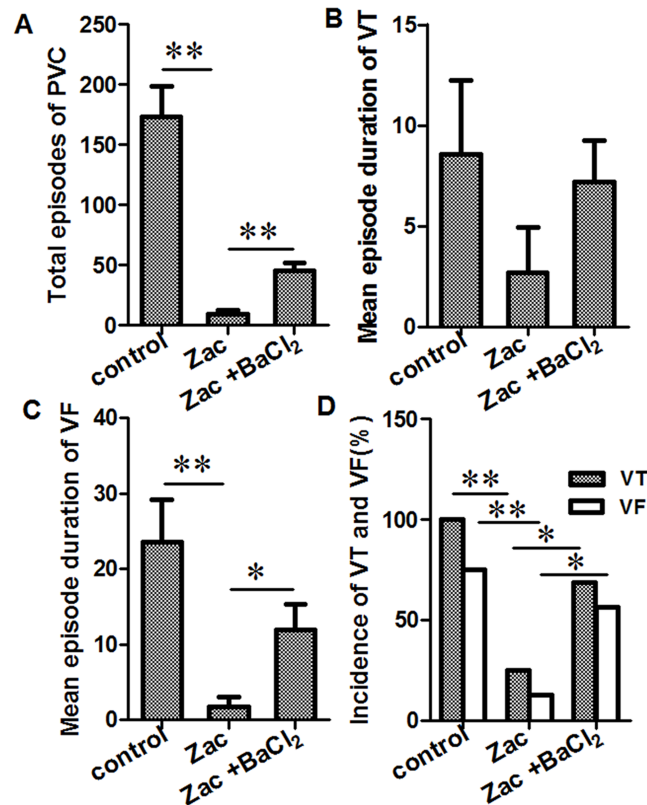 A
Total episodes of PVC
250
200
150
100
50
0
**
**
control
Zac
Zac +BaCl₂
B
Mean episode duration of VT
15
10
5
0
control
Zac
Zac +BaCl₂
C
Mean episode duration of VF
40
30
20
10
0
**
*
control
Zac
Zac +BaCl₂
D
Incidence of VT and VF(%)
150
100
50
0
**
**
*
*
VT
VF
control
Zac
Zac +BaCl₂